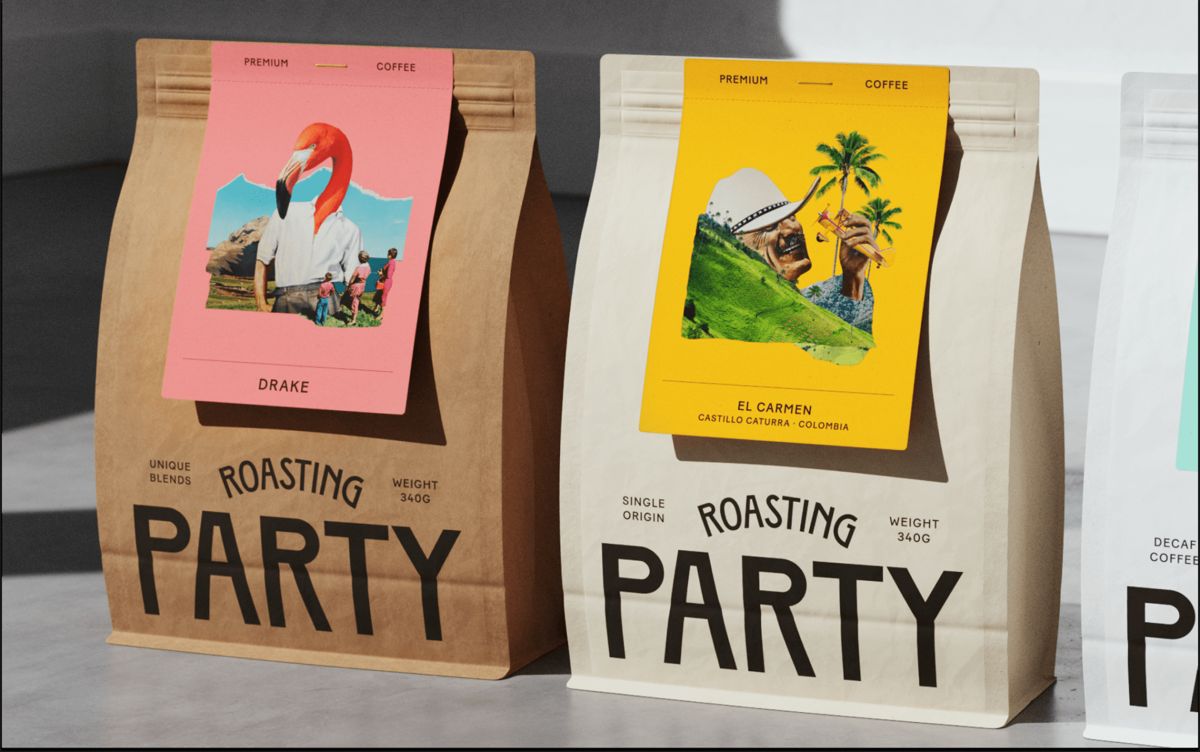 PREMIUM COFFEE
DRAKE
UNIQUE
BLENDS
ROASTING
WEIGHT
340G
PARTY
PREMIUM COFFEE
EL CARMEN
CASTILLO CATURRA · COLOMBIA
SINGLE
ORIGIN
ROASTING
WEIGHT
340G
PARTY
DECAF
COFFEE
P